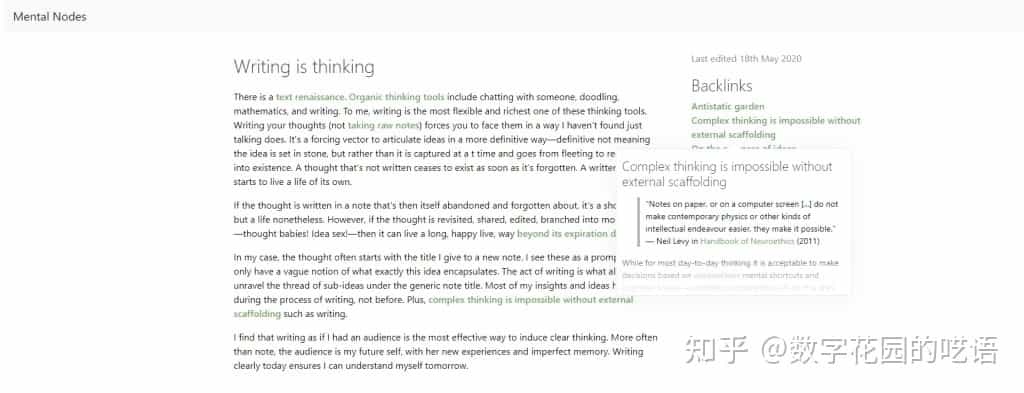 Mental Nodes
Writing is thinking
There is a text renaissance. Organic thinking tools include chatting with someone, doodling,
mathematics, and writing. To me, writing is the most flexible and richest one of these thinking tools.
Writing your thoughts (not taking raw notes) forces you to face them in a way I haven't found just
talking does. It's a forcing vector to articulate ideas in a more definitive way—definitive not meaning
the idea is set in stone, but rather than it is captured at a t time and goes from fleeting to re
into existence. A thought that's not written ceases to exist as soon as it's forgotten. A written
starts to live a life of its own.
If the thought is written in a note that's then itself abandoned and forgotten about, it's a sho
but a life nonetheless. However, if the thought is revisited, shared, edited, branched into mo
—thought babies! Idea sex!—then it can live a long, happy live, way beyond its expiration d
In my case, the thought often starts with the title I give to a new note. I see these as a promp
only have a vague notion of what exactly this idea encapsulates. The act of writing is what al
unravel the thread of sub-ideas under the generic note title. Most of my insights and ideas h
during the process of writing, not before. Plus, complex thinking is impossible without external
scaffolding such as writing.
I find that writing as if I had an audience is the most effective way to induce clear thinking. More often
than note, the audience is my future self, with her new experiences and imperfect memory. Writing
clearly today ensures I can understand myself tomorrow.
Last edited 18th May 2020
Backlinks
Antistatic garden
Complex thinking is impossible without
external scaffolding
Complex thinking is impossible without
external scaffolding
"Notes on paper, or on a computer screen [...] do not
make contemporary physics or other kinds of
intellectual endeavour easier, they make it possible."
— Neil Levy in Handbook of Neuroethics (2011)
While for most day-to-day thinking it is acceptable to make
decisions based on mental shortcuts and
知乎 @数字花园的呓语